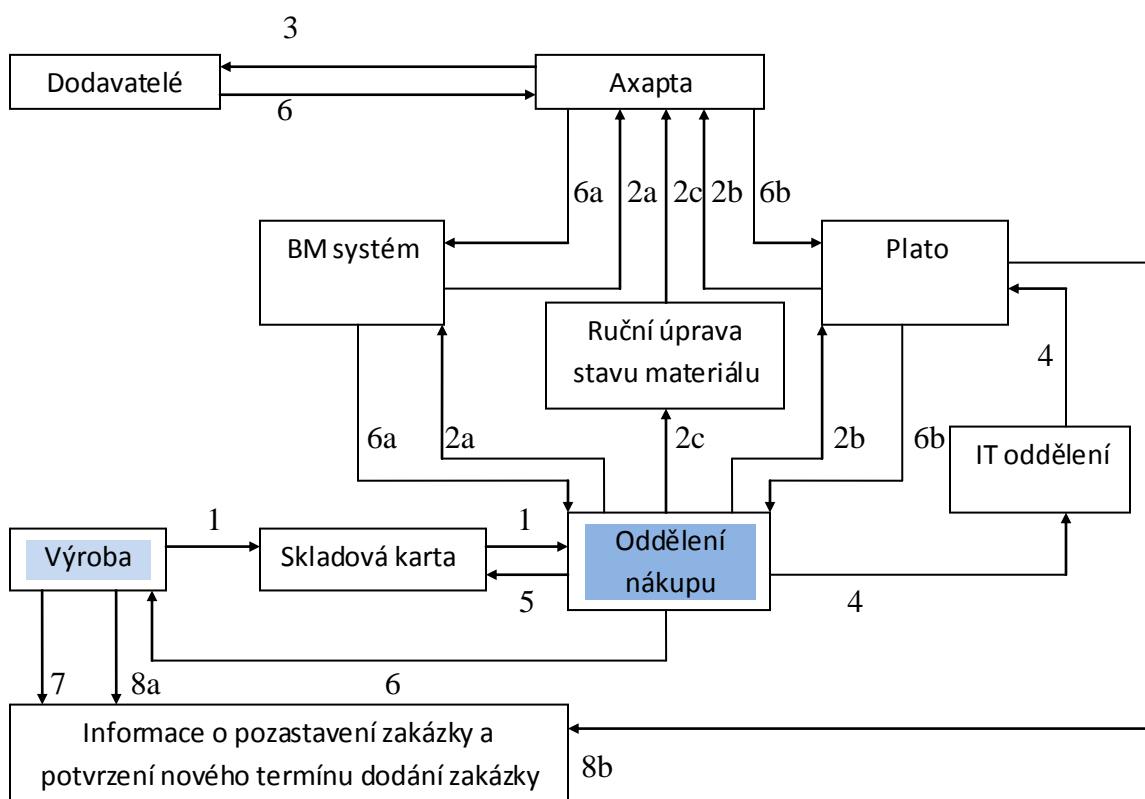 3
Dodavatelé
Axapta
6
6a
2a
2c
2b
6b
BM systém
Plato
Ruční úprava
stavu materiálu
4
6a
2a
2c
2b
6b
IT oddělení
1
1
Výroba
Skladová karta
Oddělení
nákupu
5
4
7
8a
6
Informace o pozastavení zakázky a
potvrzení nového termínu dodání zakázky
8b